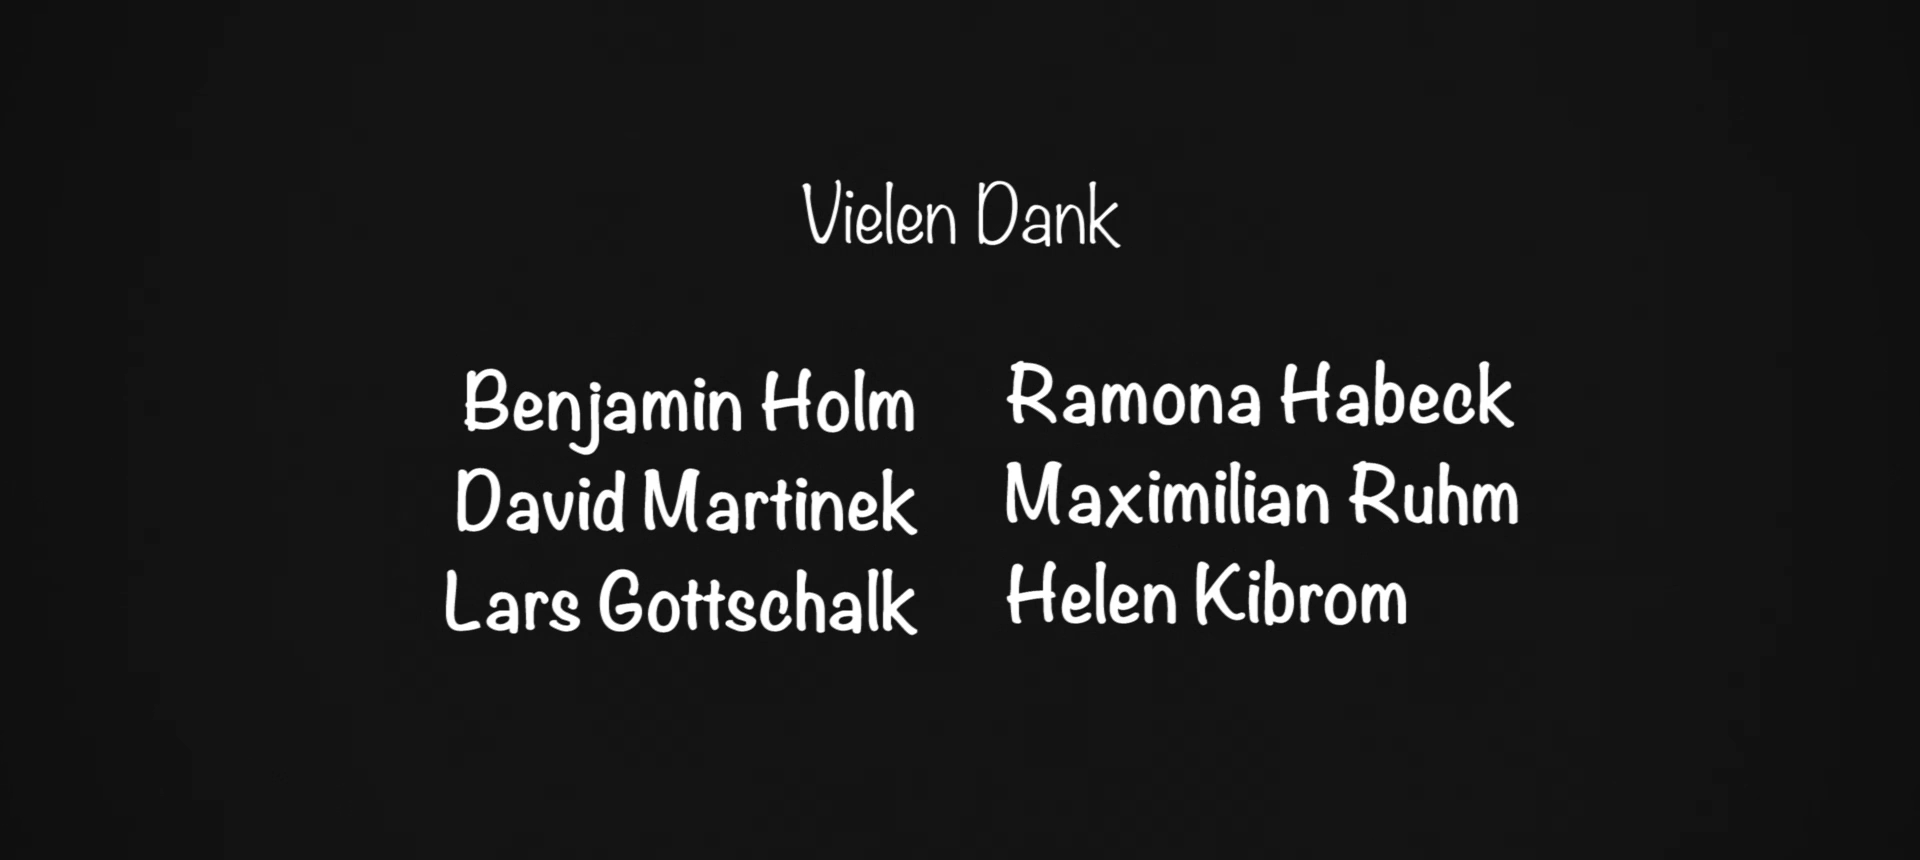 Vielen Dank
Benjamin Holm
David Martinek
Lars Gottschalk
Ramona Habeck
Maximilian Ruhm
Helen Kibrom